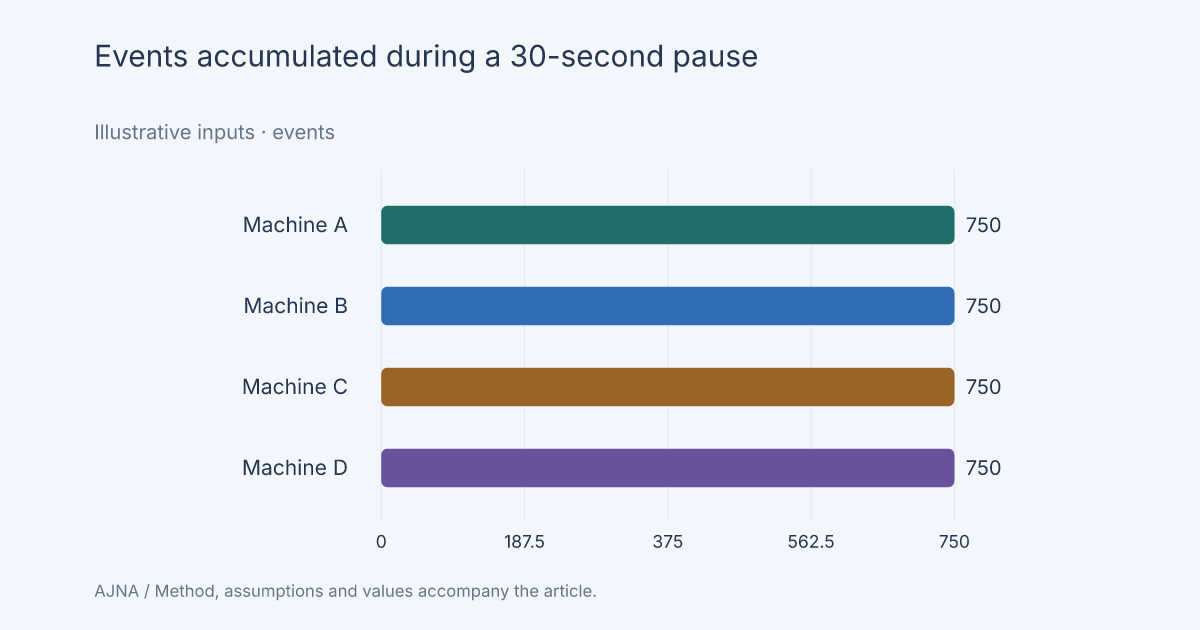 Events accumulated during a 30-second pause
Illustrative inputs · events
Machine A 750
Machine B 750
Machine C 750
Machine D 750
0 187.5 375 562.5 750
AJNA / Method, assumptions and values accompany the article.